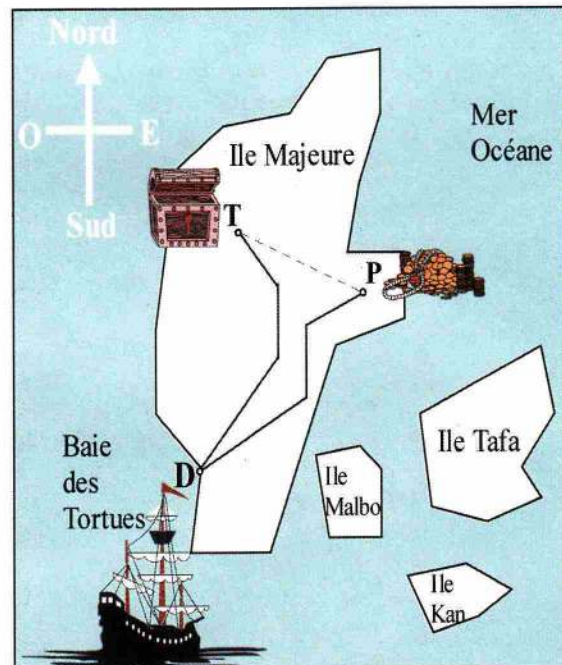 Nord
O E
Sud
Mer
Océane
Ile Majeure
T
P
Ile Tafa
Baie
des
Tortues
D
Ile
Malbo
Ile
Kan